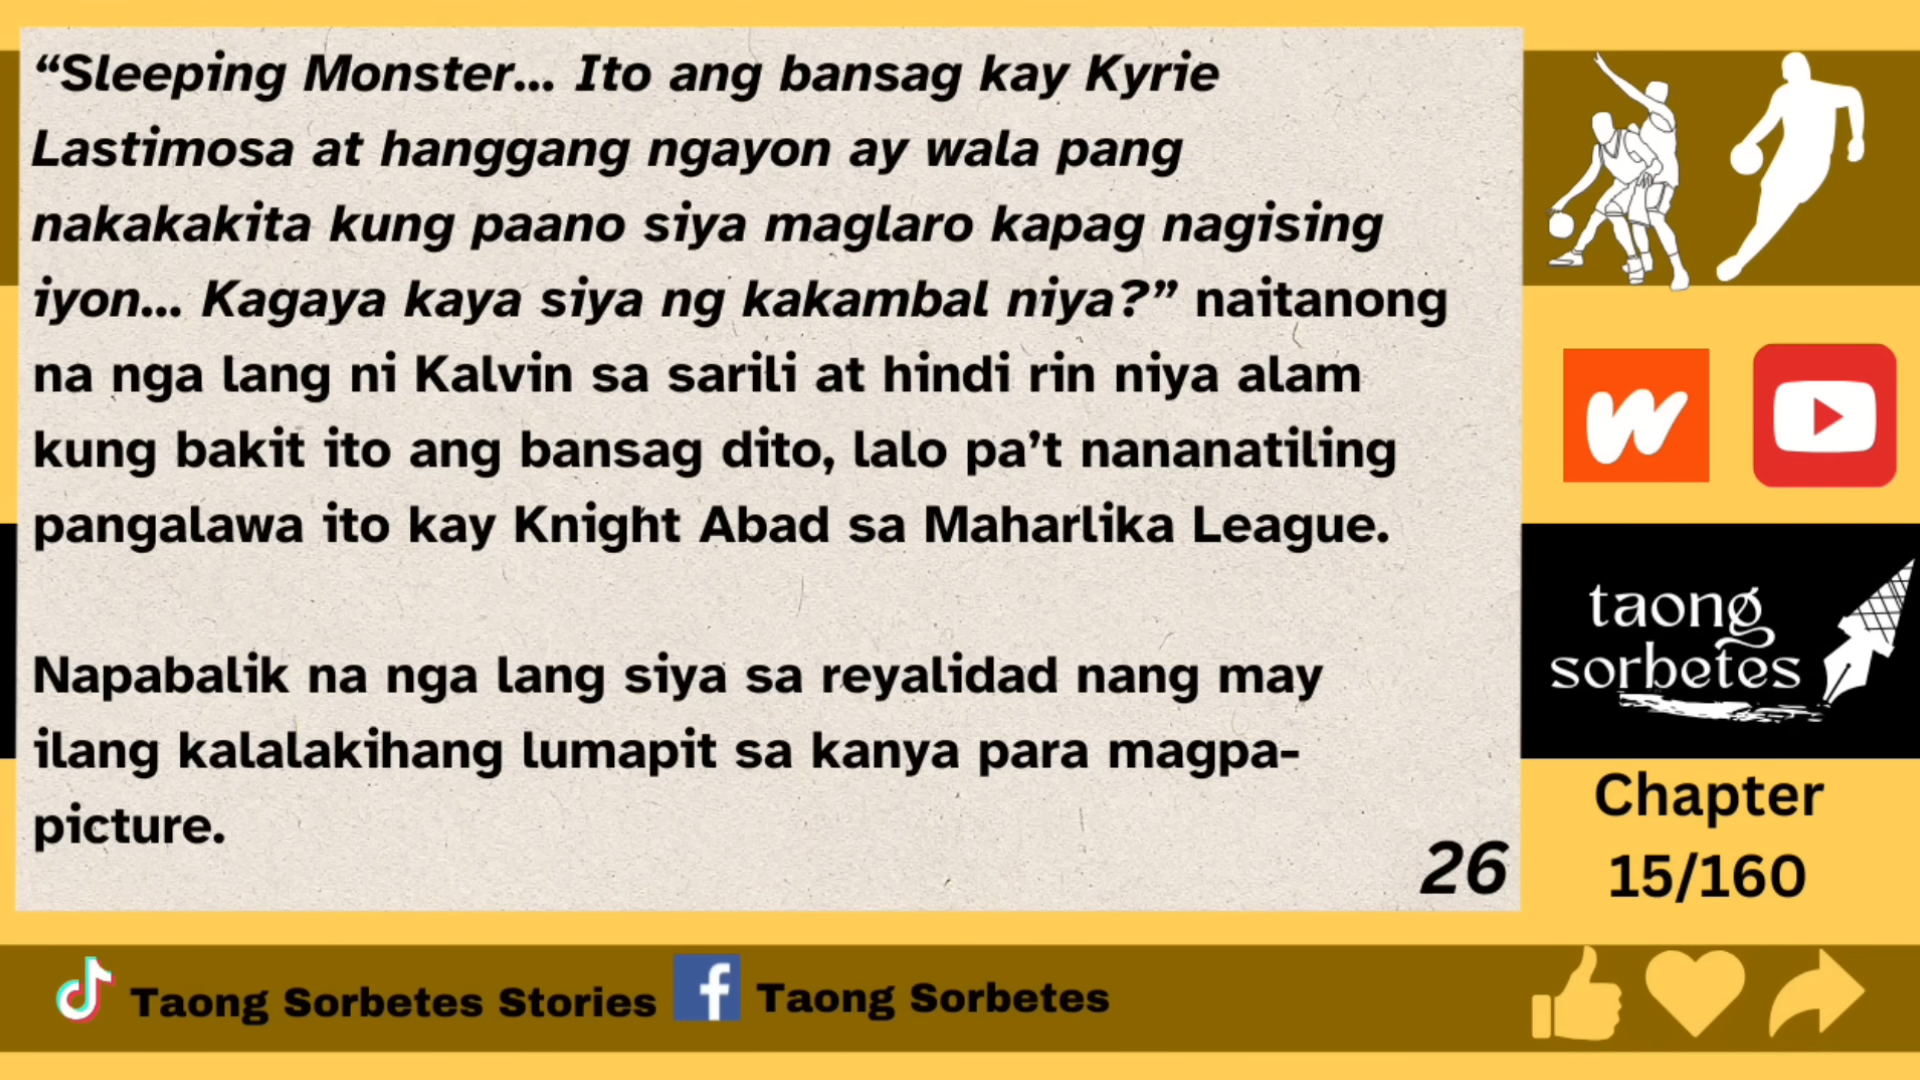 “Sleeping Monster... Ito ang bansag kay Kyrie
Lastimosa at hanggang ngayon ay wala pang
nakakakita kung paano siya maglaro kapag nagising
iyon... Kagaya kaya siya ng kakambal niya?” naitanong
na nga lang ni Kalvin sa sarili at hindi rin niya alam
kung bakit ito ang bansag dito, lalo pa’t nananatiling
pangalawa ito kay Knight Abad sa Maharlika League.
Napabalik na nga lang siya sa reyalidad nang may
ilang kalalakihang lumapit sa kanya para magpa-
picture.
26
taong
sorbetes
Chapter
15/160
Taong Sorbetes Stories
Taong Sorbetes